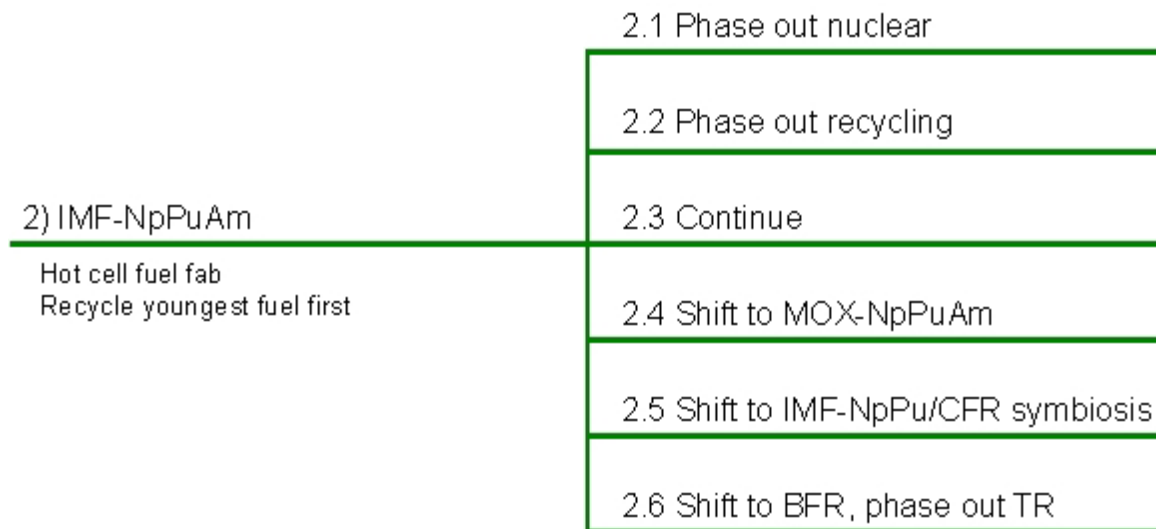 2.1 Phase out nuclear
2.2 Phase out recycling
2) IMF-NpPuAm
2.3 Continue
Hot cell fuel fab
Recycle youngest fuel first
2.4 Shift to MOX-NpPuAm
2.5 Shift to IMF-NpPu/CFR symbiosis
2.6 Shift to BFR, phase out TR